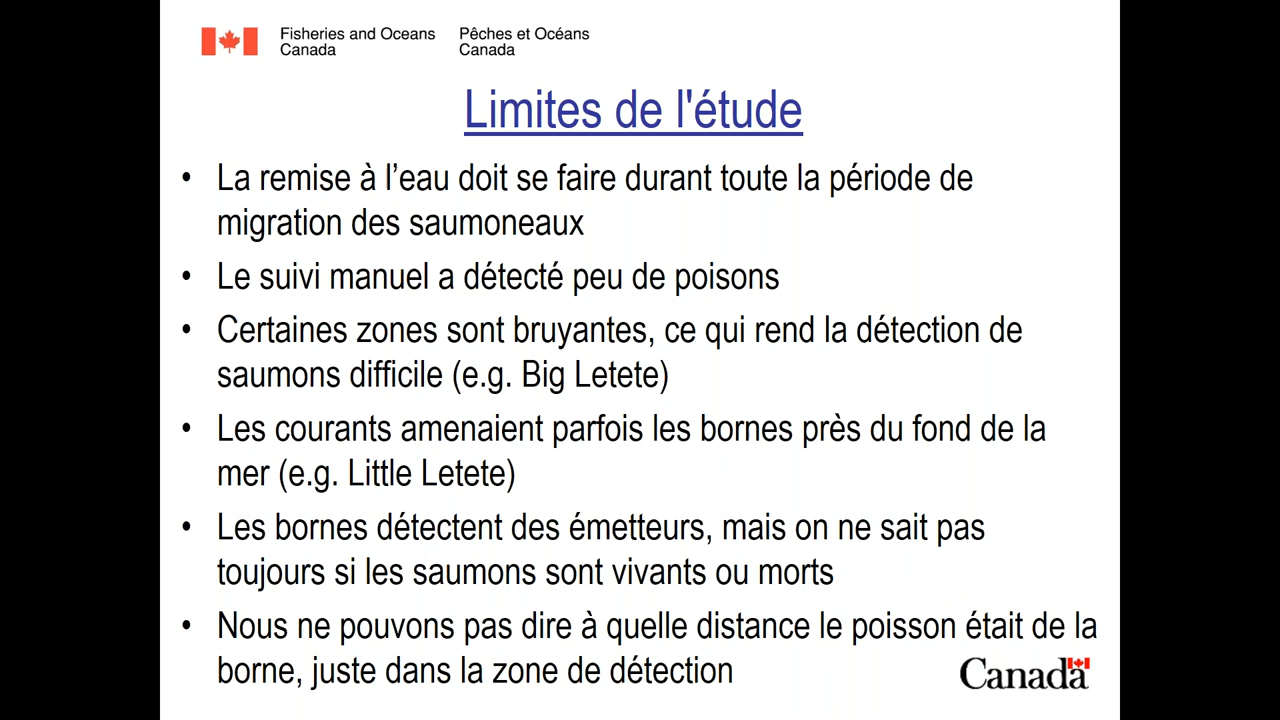 Fisheries and Oceans Pêches et Océans
Canada Canada
Limites de l'étude
• La remise à l’eau doit se faire durant toute la période de
migration des saumoneaux
• Le suivi manuel a détecté peu de poisons
• Certaines zones sont bruyantes, ce qui rend la détection de
saumons difficile (e.g. Big Letete)
• Les courants amenaient parfois les bornes près du fond de la
mer (e.g. Little Letete)
• Les bornes détectent des émetteurs, mais on ne sait pas
toujours si les saumons sont vivants ou morts
• Nous ne pouvons pas dire à quelle distance le poisson était de la
borne, juste dans la zone de détection
Canada